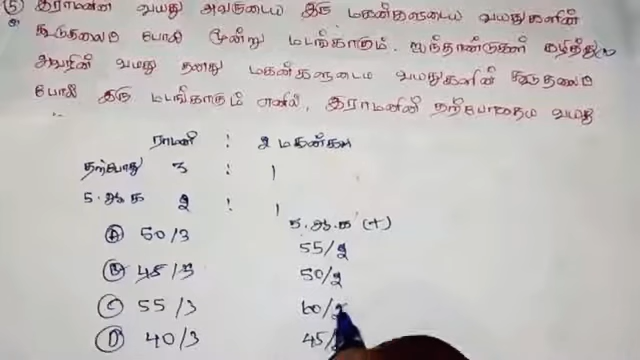 ⑤ இராமனின் வயது அவருடைய இரு மகன்களுடைய வயதுகளின்
கூடுதலைப் போல் மூன்று மடங்காகும். ஐந்தாண்டுகள் கழித்து
அவரின் வயது தனது மகன்களுடைய வயதுகளின் கூடுதலைப்
போல் இரு மடங்காகும் எனில், இராமனின் தற்போதைய வயது
ராமன் : 2 மகன்கள்
தற்போது 3 : 1
5. ஆ. க 2 : 1
5. ஆ. க (+)
Ⓐ 50/3 55/2
Ⓑ 45/3 50/2
Ⓒ 55/3 60/2
Ⓓ 40/3 45/